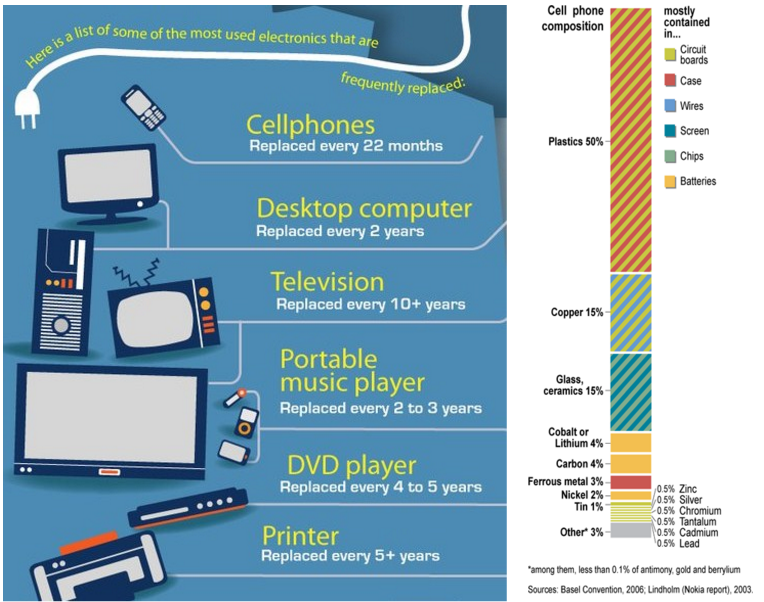 Here is a list of some of the most used electronics that are
frequently replaced:
Cellphones
Replaced every 22 months
Desktop computer
Replaced every 2 years
Television
Replaced every 10+ years
Portable
music player
Replaced every 2 to 3 years
DVD player
Replaced every 4 to 5 years
Printer
Replaced every 5+ years
Cell phone
composition
mostly
contained
in...
Circuit
boards
Case
Wires
Screen
Chips
Batteries
Plastics 50%
Copper 15%
Glass,
ceramics 15%
Cobalt or
Lithium 4%
Carbon 4%
Ferrous metal 3%
Nickel 2%
Tin 1%
0.5% Zinc
0.5% Silver
0.5% Chromium
0.5% Tantalum
0.5% Cadmium
0.5% Lead
Other* 3%
*among them, less than 0.1% of antimony, gold and berrylium
Sources: Basel Convention, 2006; Lindholm (Nokia report), 2003.